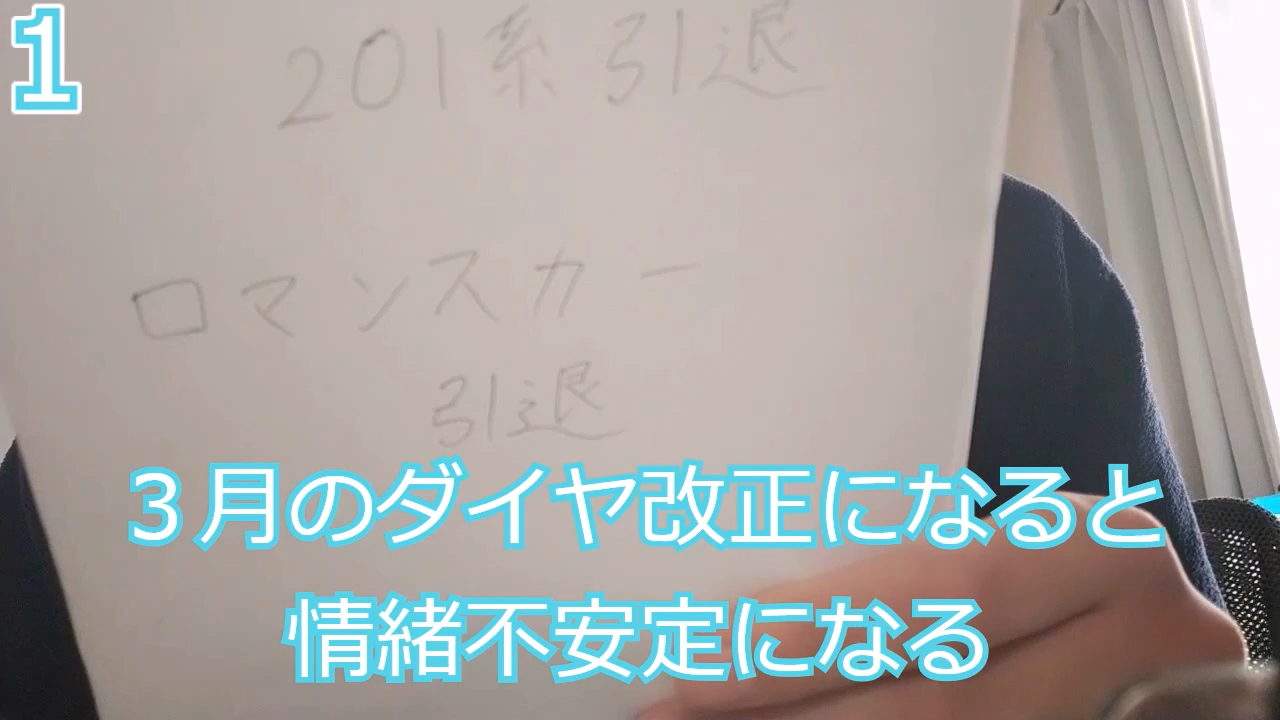 1
201系引退
ロマンスカー
引退
３月のダイヤ改正になると
情緒不安定になる